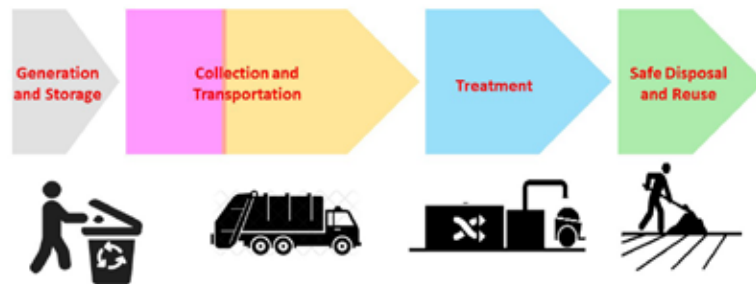 Generation
and Storage
Collection and
Transportation
Treatment
Safe Disposal
and Reuse